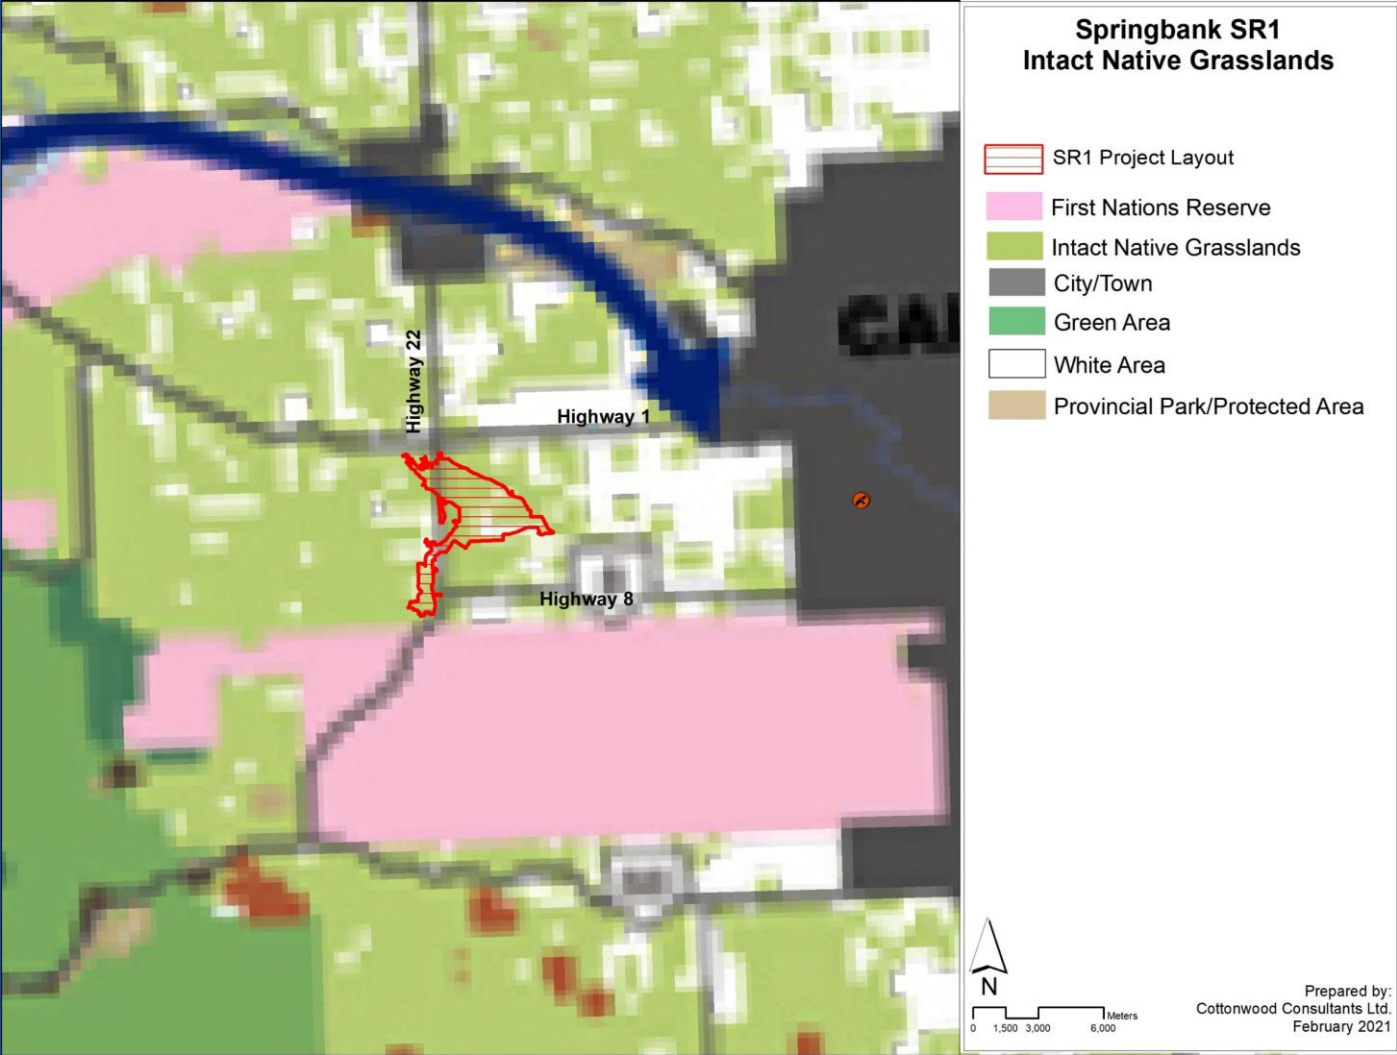 Springbank SR1
Intact Native Grasslands
SR1 Project Layout
First Nations Reserve
Intact Native Grasslands
City/Town
Green Area
White Area
Provincial Park/Protected Area
CAL
Highway 22
Highway 1
Highway 8
N
Meters
0 1,500 3,000 6,000
Prepared by:
Cottonwood Consultants Ltd.
February 2021